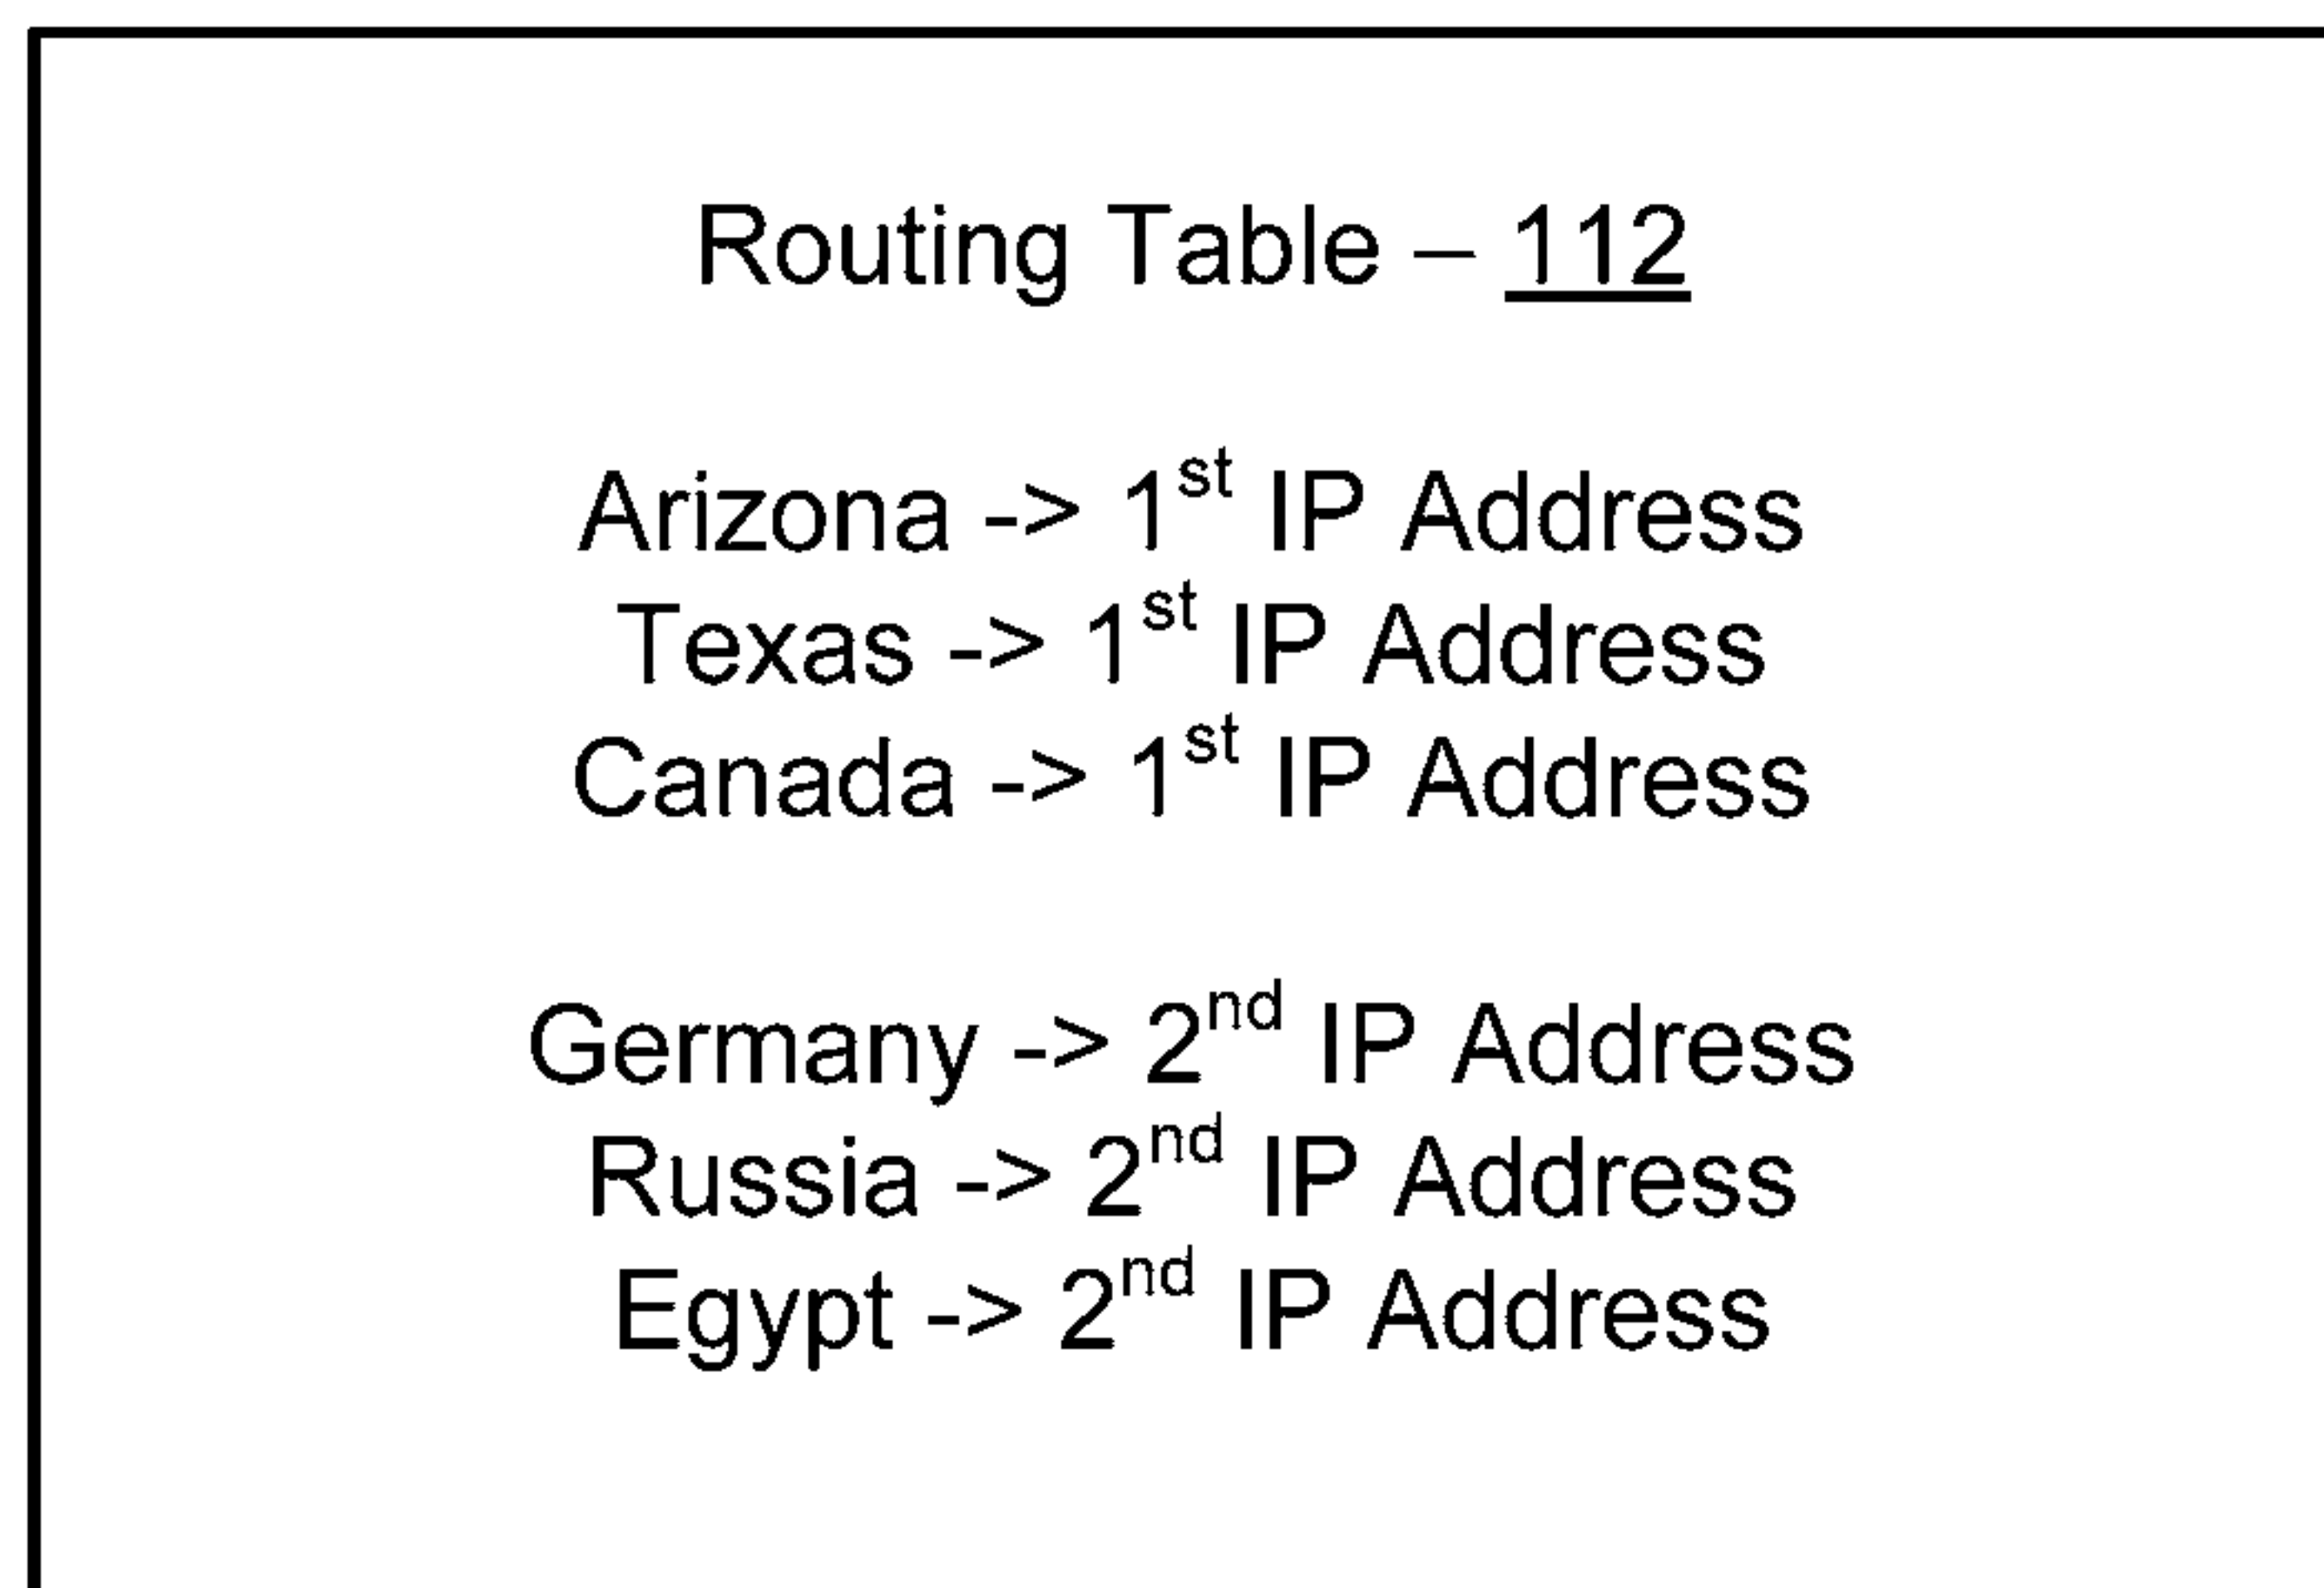 Routing Table – 112
Arizona -> 1st IP Address
Texas -> 1st IP Address
Canada -> 1st IP Address
Germany -> 2nd IP Address
Russia -> 2nd IP Address
Egypt -> 2nd IP Address